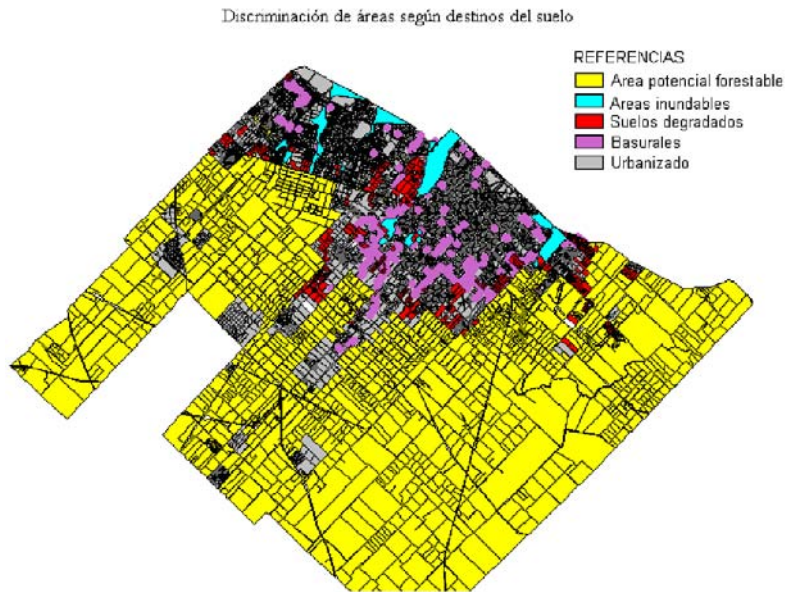 Discriminación de áreas según destinos del suelo
REFERENCIAS
Area potencial forestable
Areas inundables
Suelos degradados
Basurales
Urbanizado